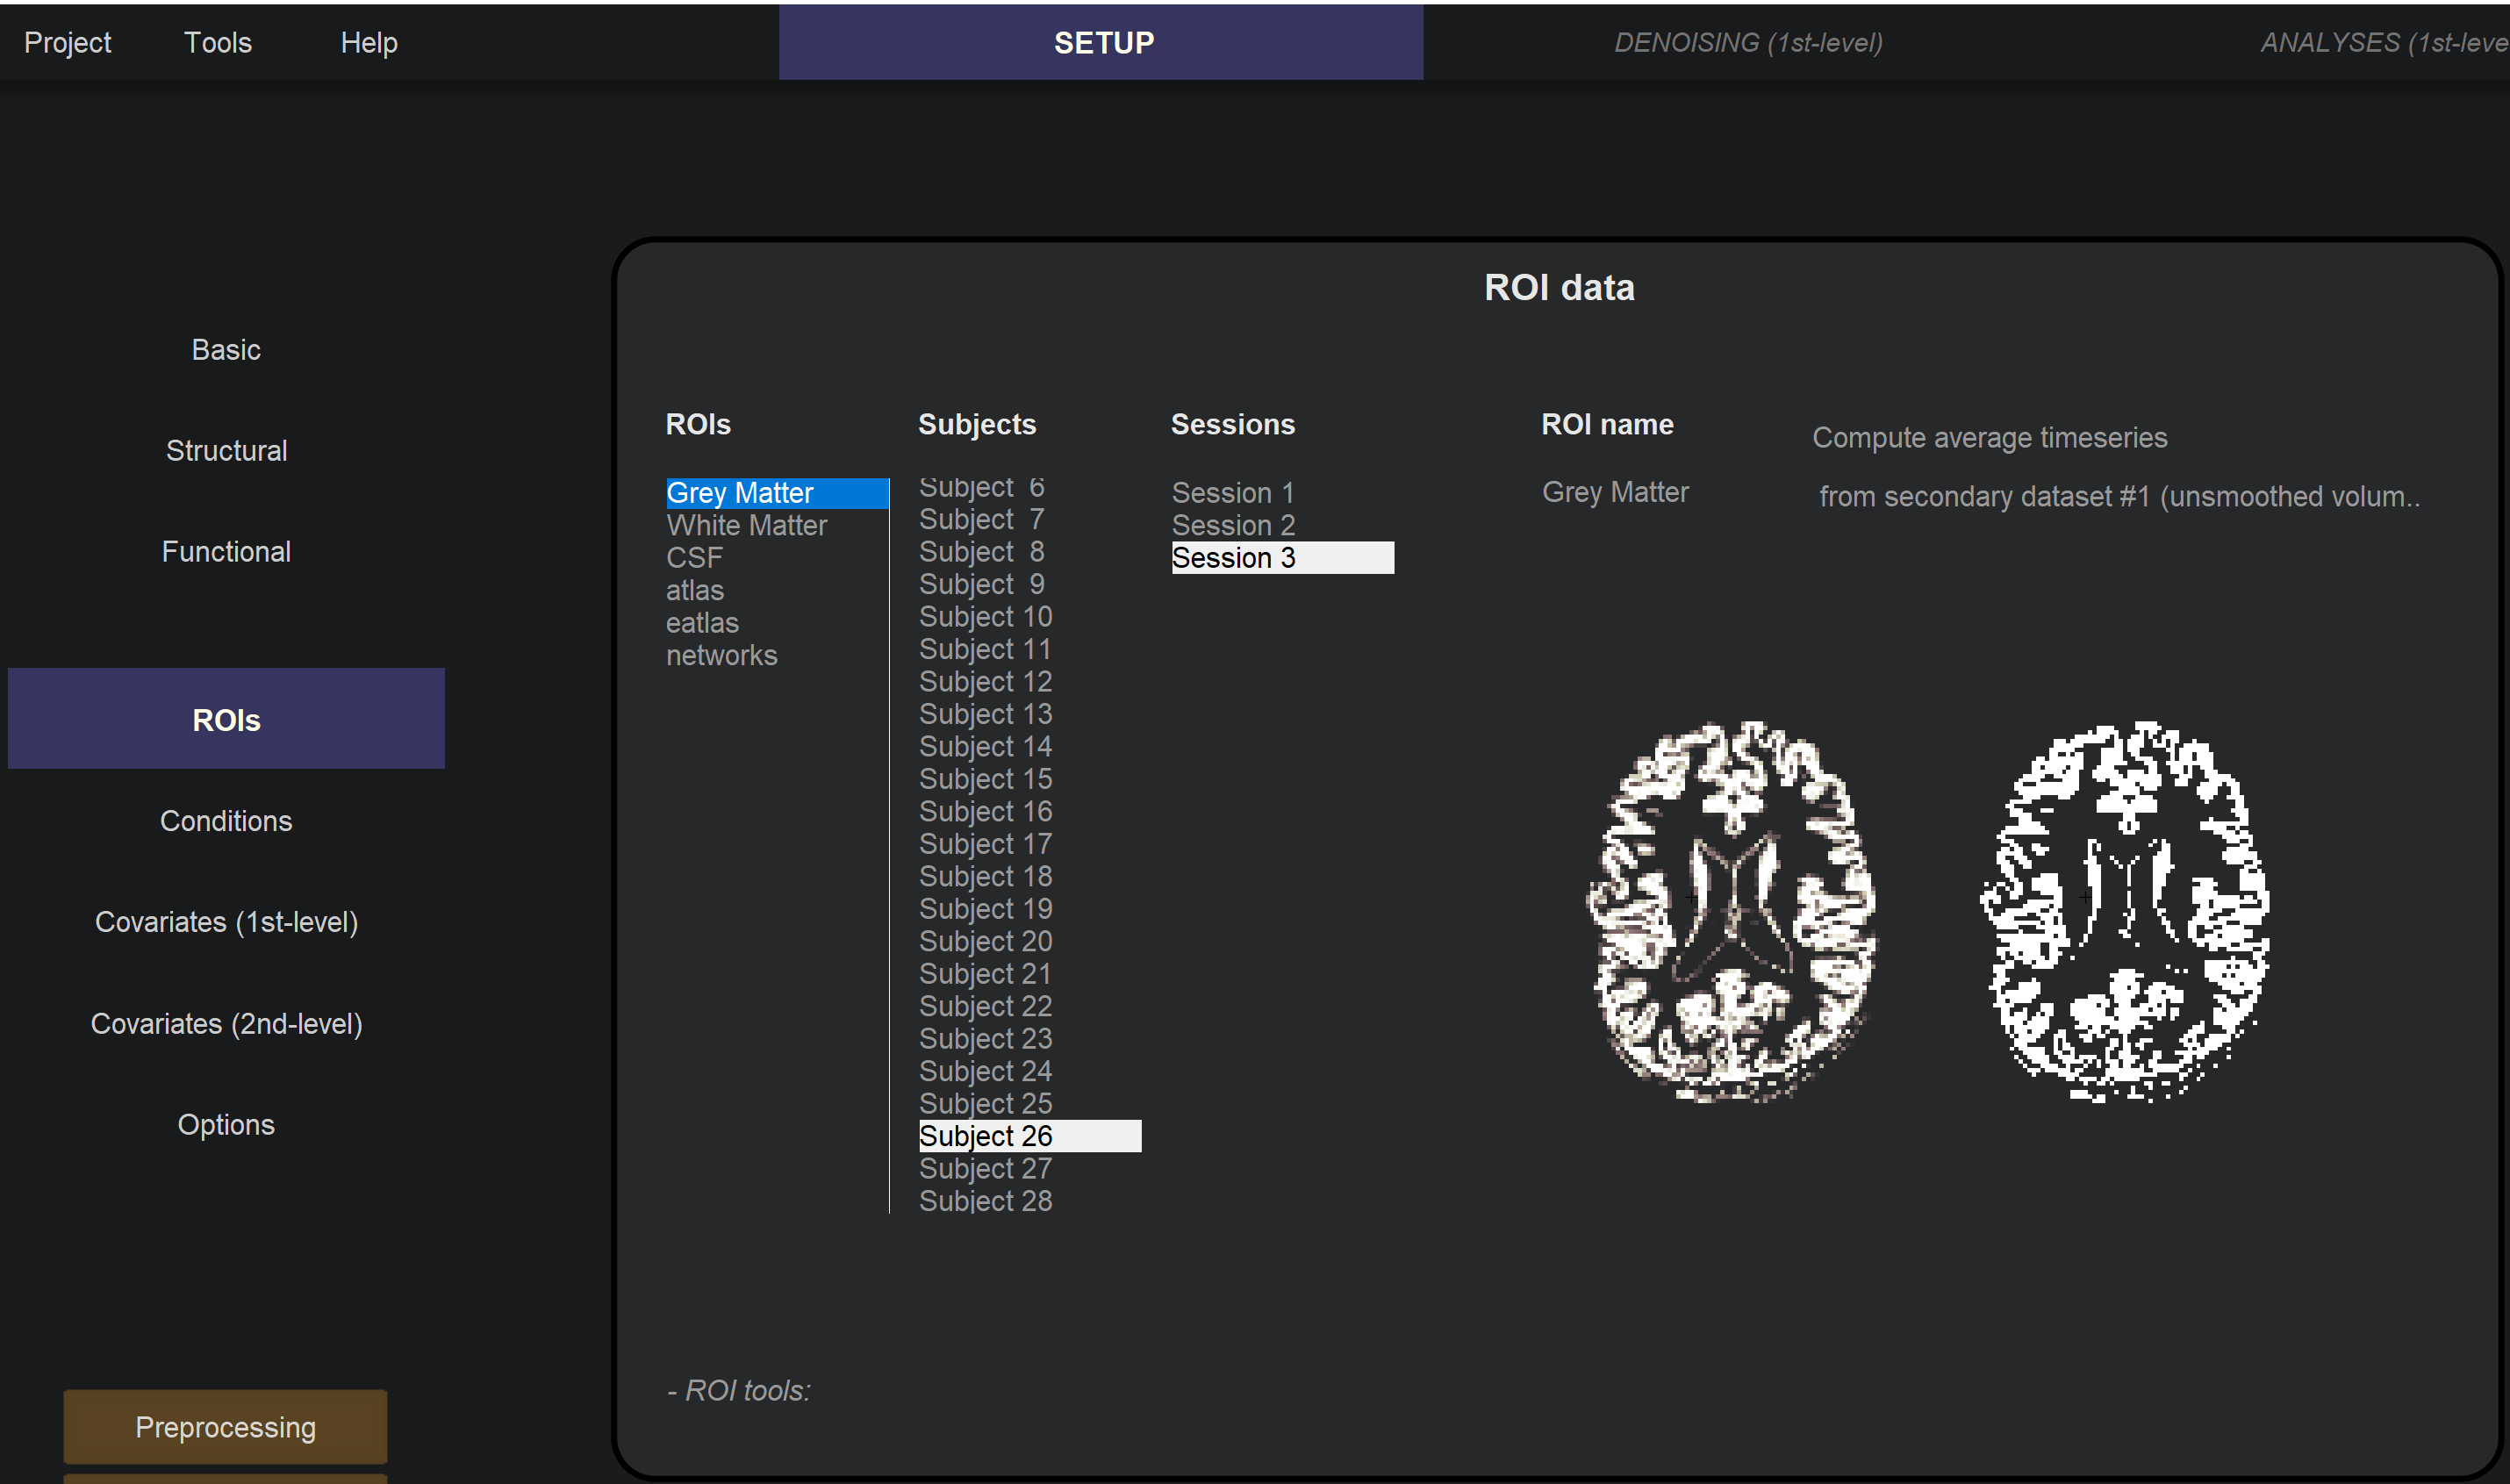 Project
Tools
Help
SETUP
DENOISING (1st-level)
ANALYSES (1st-leve
Basic
Structural
Functional
ROIs
Conditions
Covariates (1st-level)
Covariates (2nd-level)
Options
Preprocessing
ROI data
ROIs
Grey Matter
White Matter
CSF
atlas
eatlas
networks
Subjects
Subject 6
Subject 7
Subject 8
Subject 9
Subject 10
Subject 11
Subject 12
Subject 13
Subject 14
Subject 15
Subject 16
Subject 17
Subject 18
Subject 19
Subject 20
Subject 21
Subject 22
Subject 23
Subject 24
Subject 25
Subject 26
Subject 27
Subject 28
Sessions
Session 1
Session 2
Session 3
ROI name
Grey Matter
Compute average timeseries
from secondary dataset #1 (unsmoothed volum..
- ROI tools: